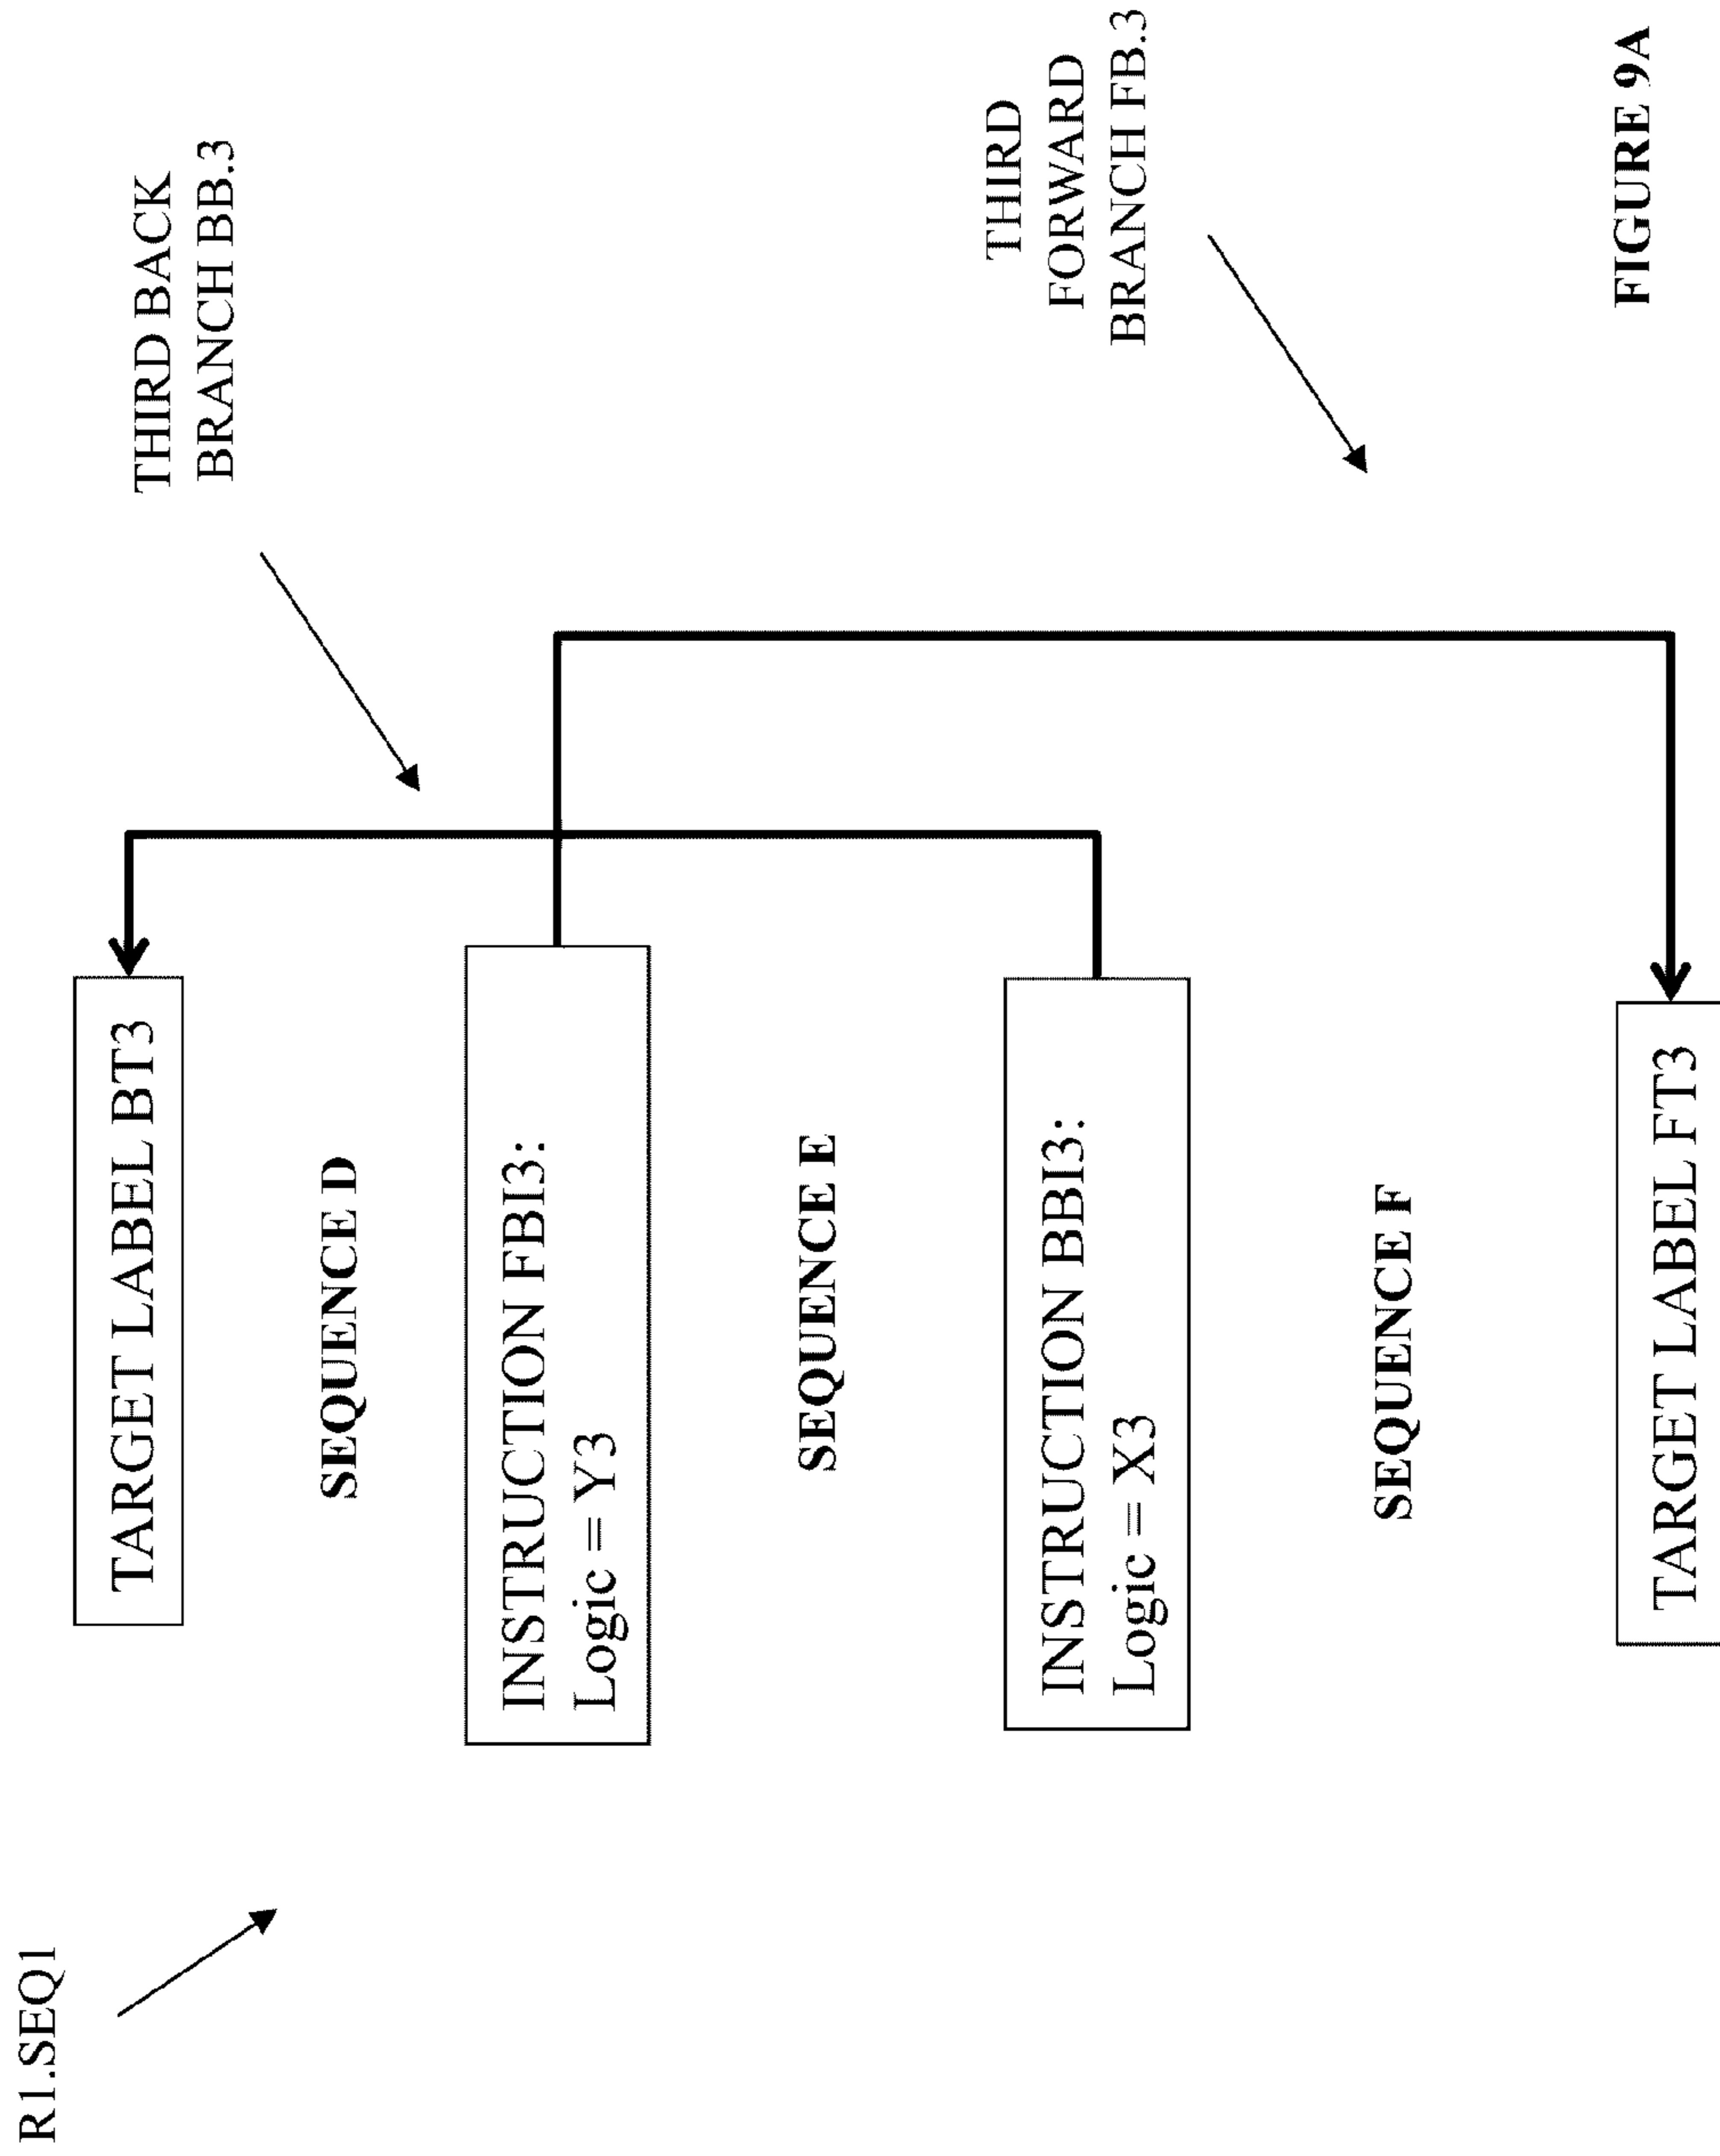 R1.SEQ1
THIRD BACK
BRANCH BB.3
TARGET LABEL BT3
SEQUENCE D
INSTRUCTION FBI3:
Logic = Y3
SEQUENCE E
THIRD
FORWARD
BRANCH FB.3
INSTRUCTION BBI3:
Logic = X3
SEQUENCE F
TARGET LABEL FT3
FIGURE 9A